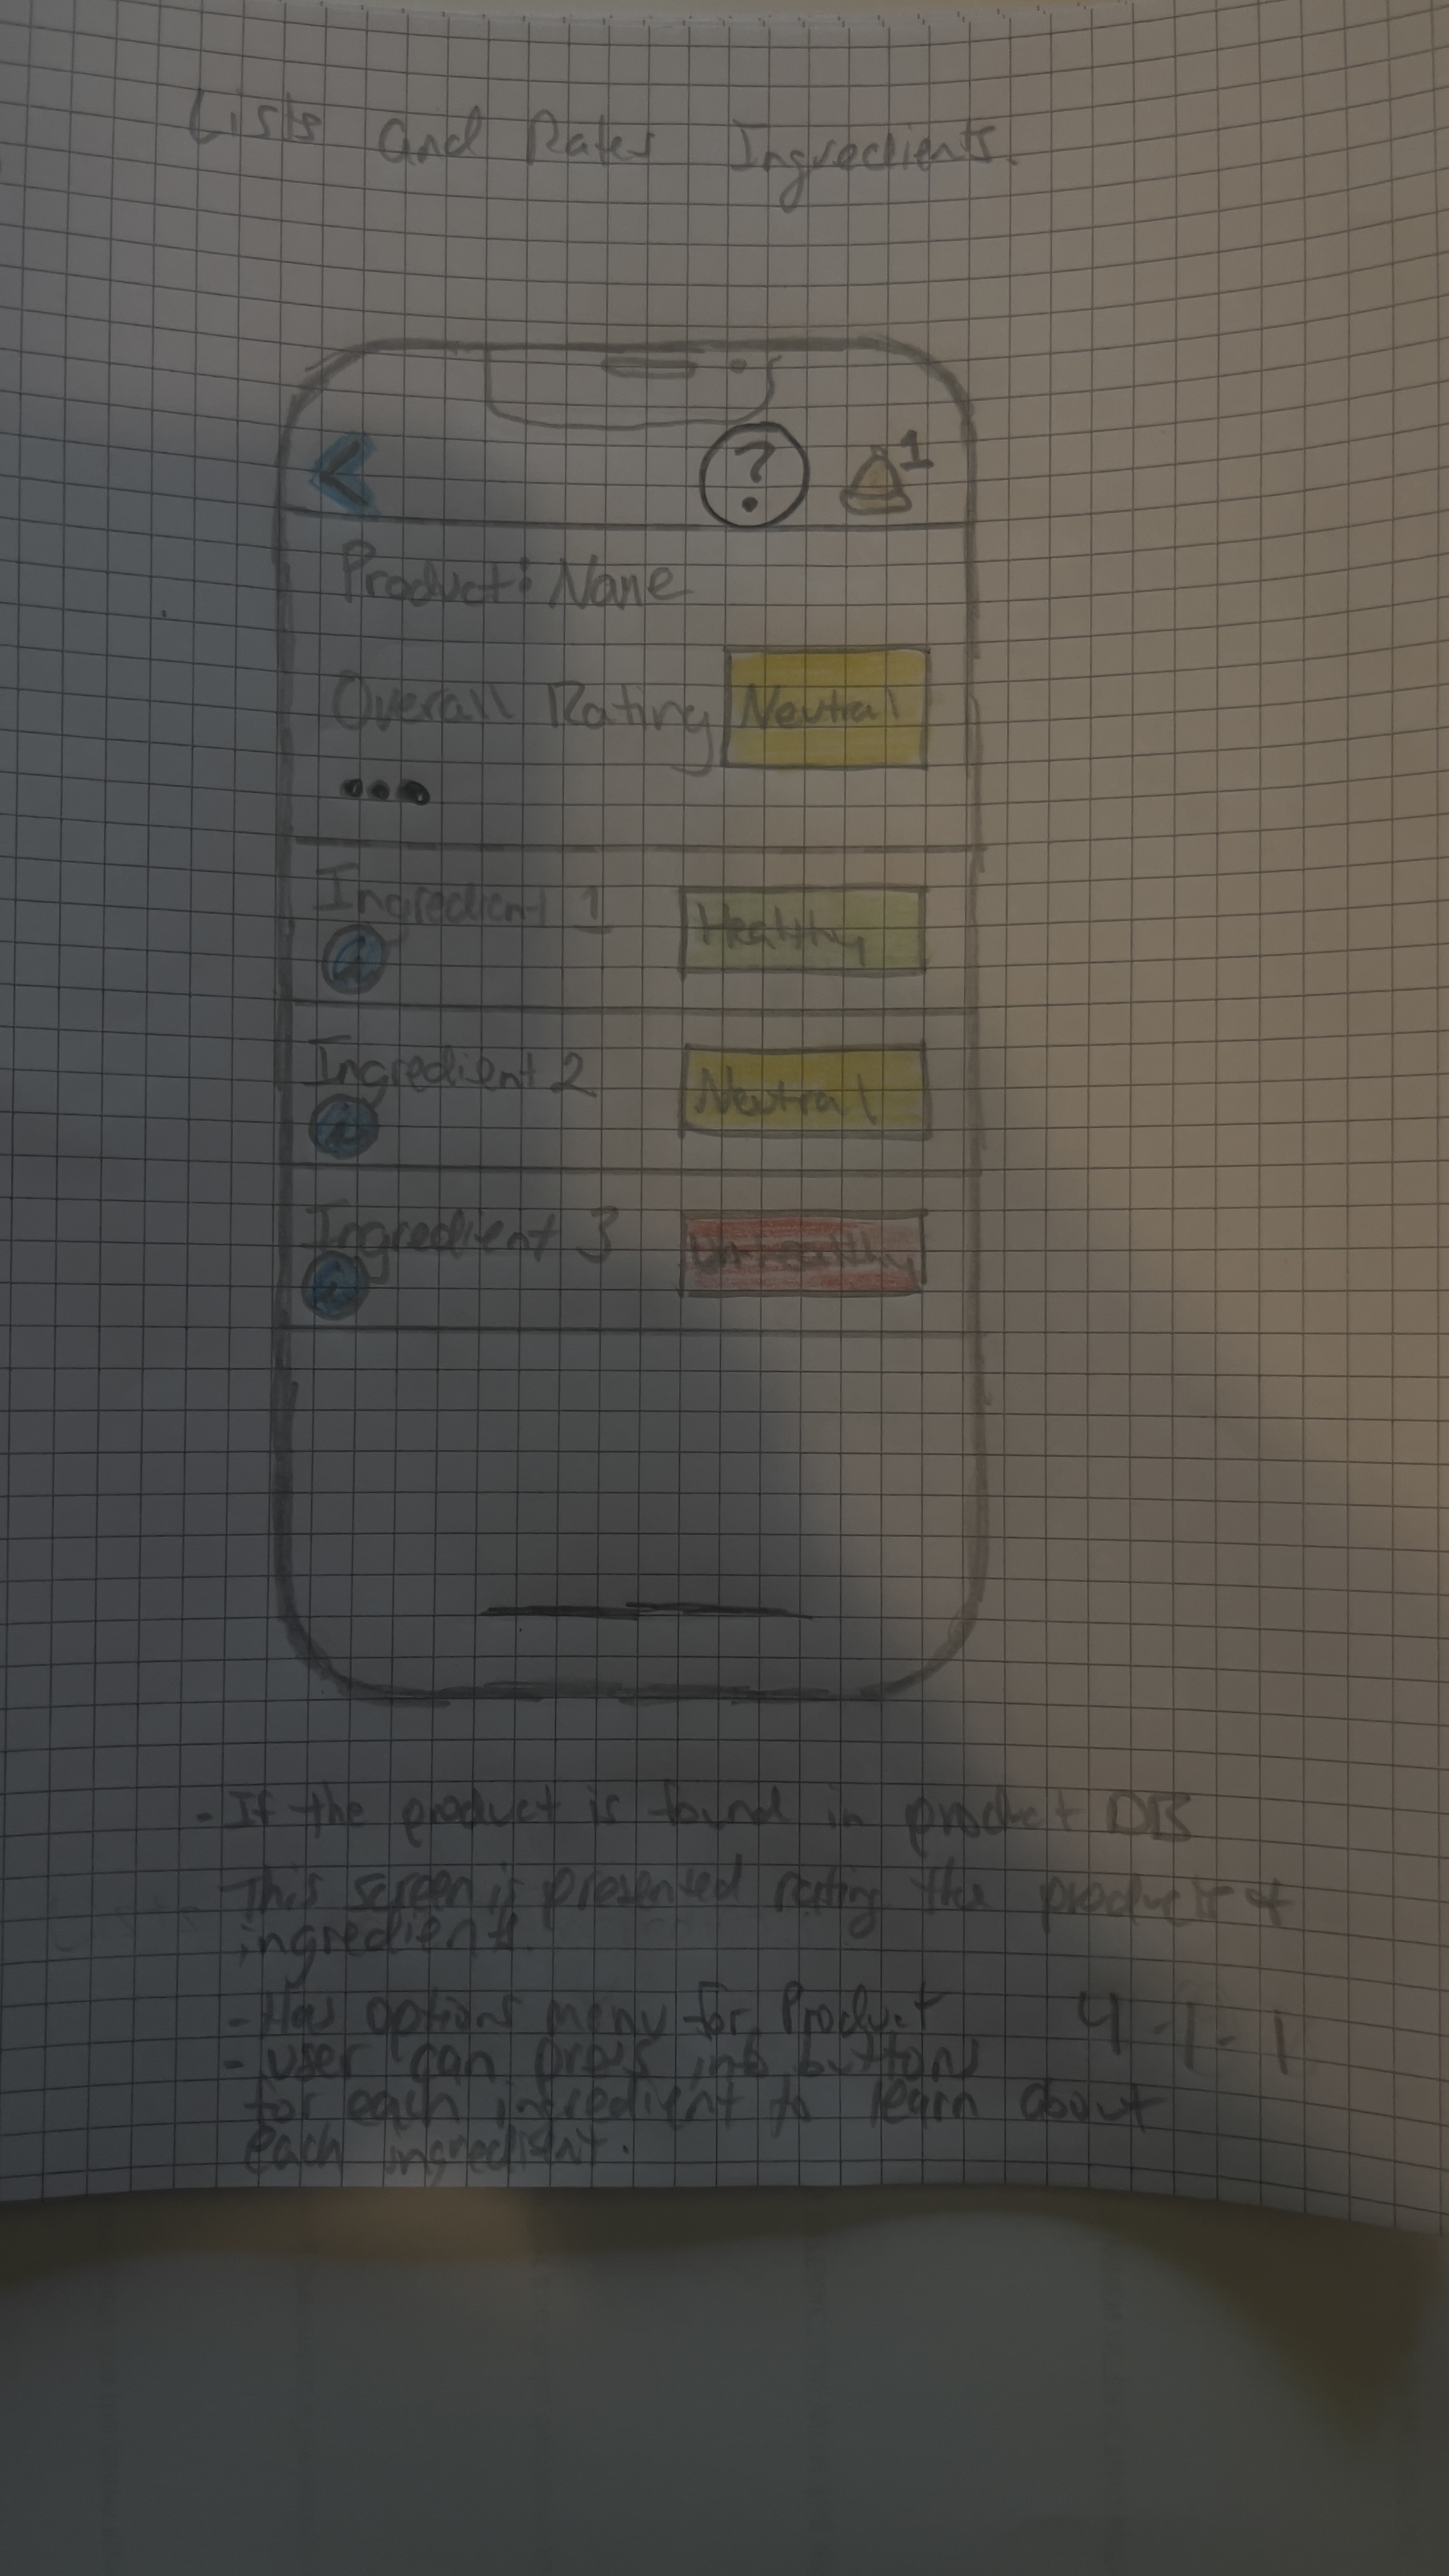 Lists and Rates Ingredients.
< ? 1
Product: Name
Overall Rating Neutral
•••
Ingredient 1 Healthy
i
Ingredient 2 Neutral
i
Ingredient 3 Unhealthy
i
- If the product is found in product DB
This screen is presented rating the products &
ingredients.
- Has options menu for Product 4.1.1
- user can press info buttons
for each ingredient to learn about
each ingredient.